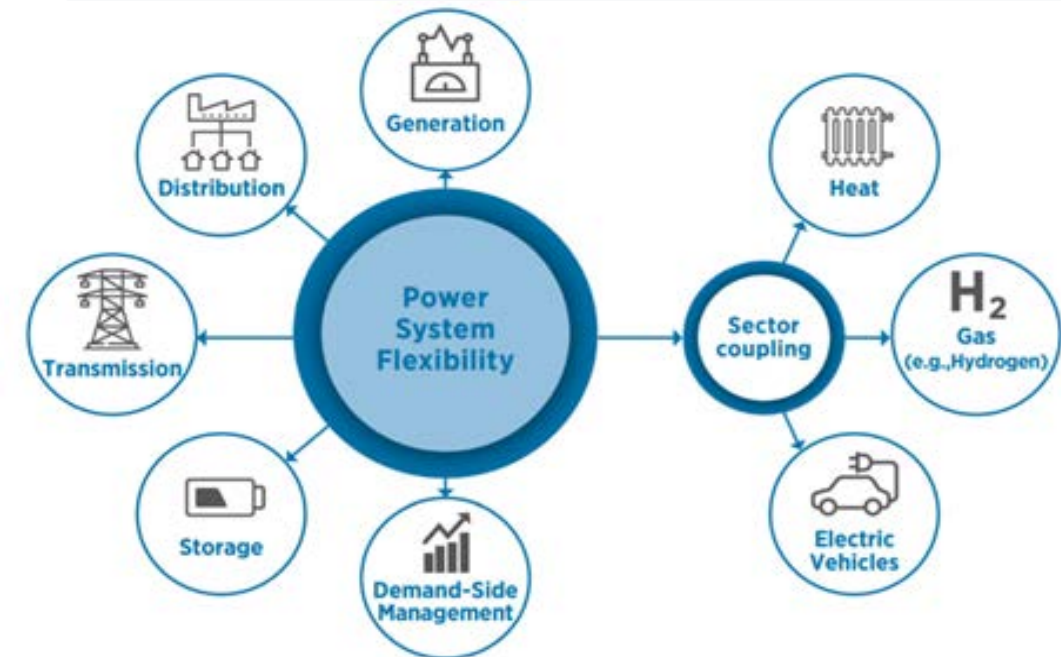 Generation
Distribution
Transmission
Storage
Demand-Side
Management
Power
System
Flexibility
Sector
coupling
Heat
H₂
Gas
(e.g.,Hydrogen)
Electric
Vehicles